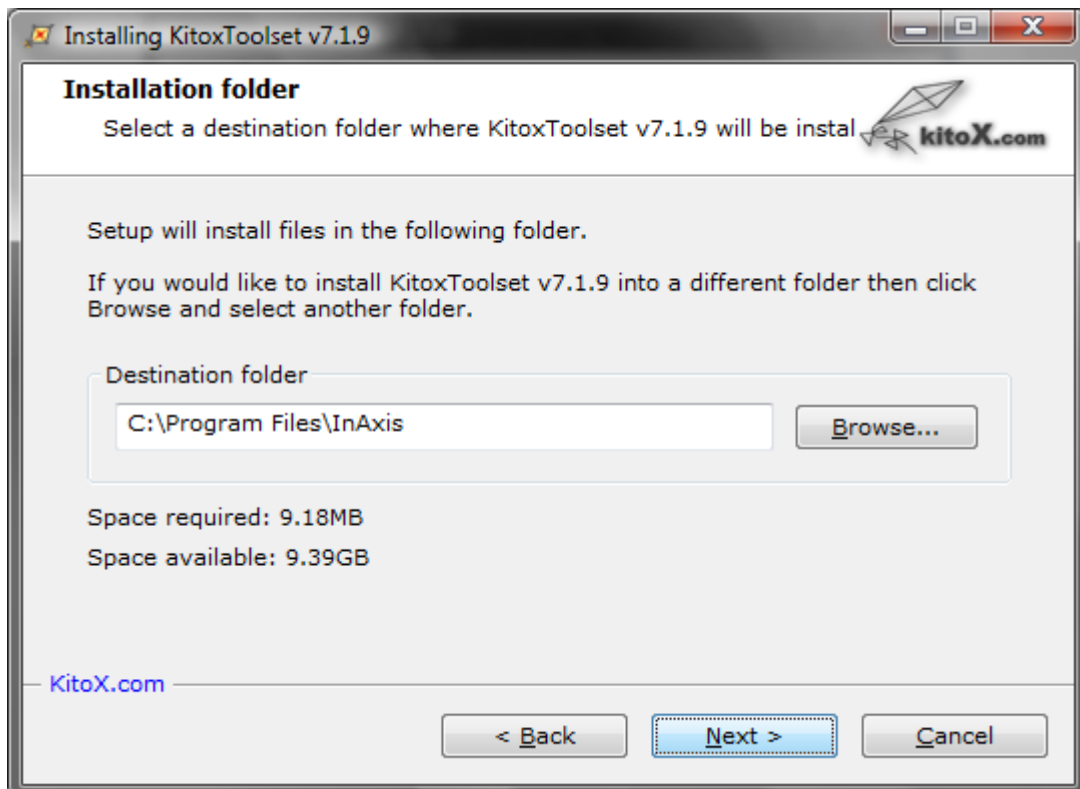 Installing KitoxToolset v7.1.9
Installation folder
Select a destination folder where KitoxToolset v7.1.9 will be instal
kitoX.com
Setup will install files in the following folder.
If you would like to install KitoxToolset v7.1.9 into a different folder then click
Browse and select another folder.
Destination folder
C:\Program Files\InAxis
Browse...
Space required: 9.18MB
Space available: 9.39GB
KitoX.com
< Back Next > Cancel